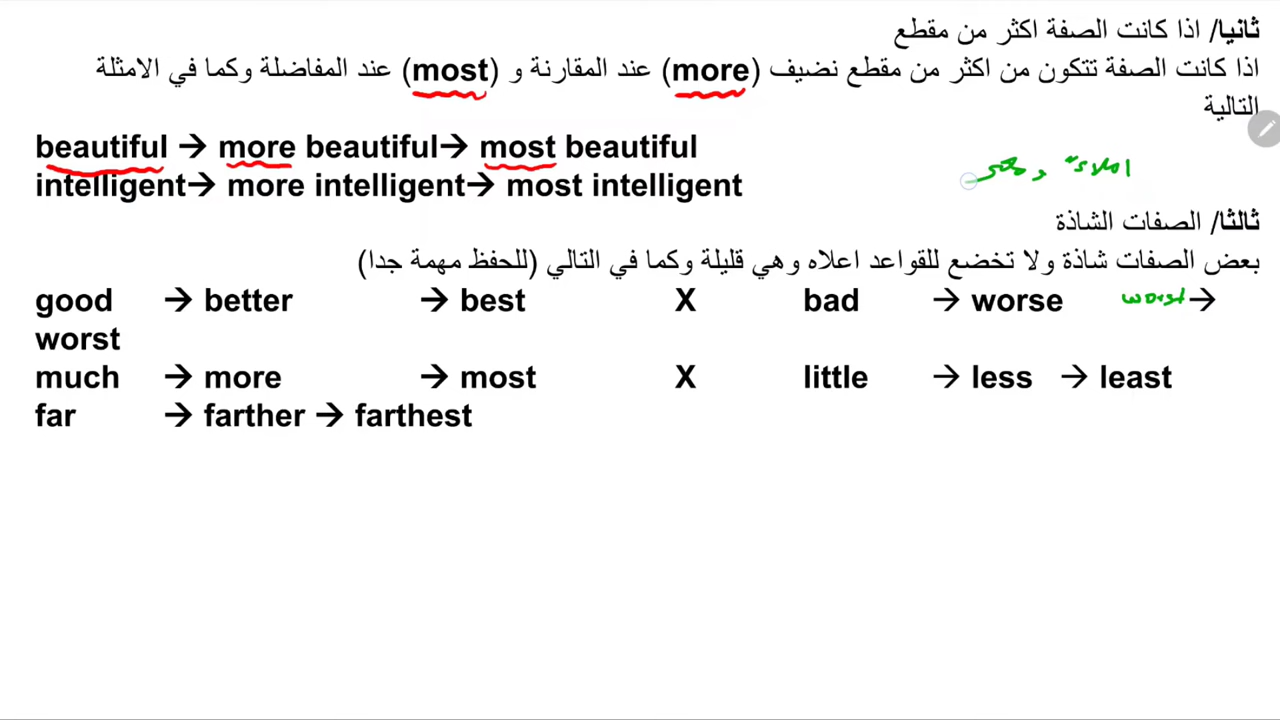 ثانيا/ اذا كانت الصفة اكثر من مقطع
اذا كانت الصفة تتكون من اكثر من مقطع نضيف (more) عند المقارنة و (most) عند المفاضلة وكما في الامثلة
التالية
beautiful → more beautiful→ most beautiful
intelligent→ more intelligent→ most intelligent
ثالثا/ الصفات الشاذة
بعض الصفات شاذة ولا تخضع للقواعد اعلاه وهي قليلة وكما في التالي (للحفظ مهمة جدا)
good → better → best X bad → worse worst →
worst
much → more → most X little → less → least
far → farther → farthest